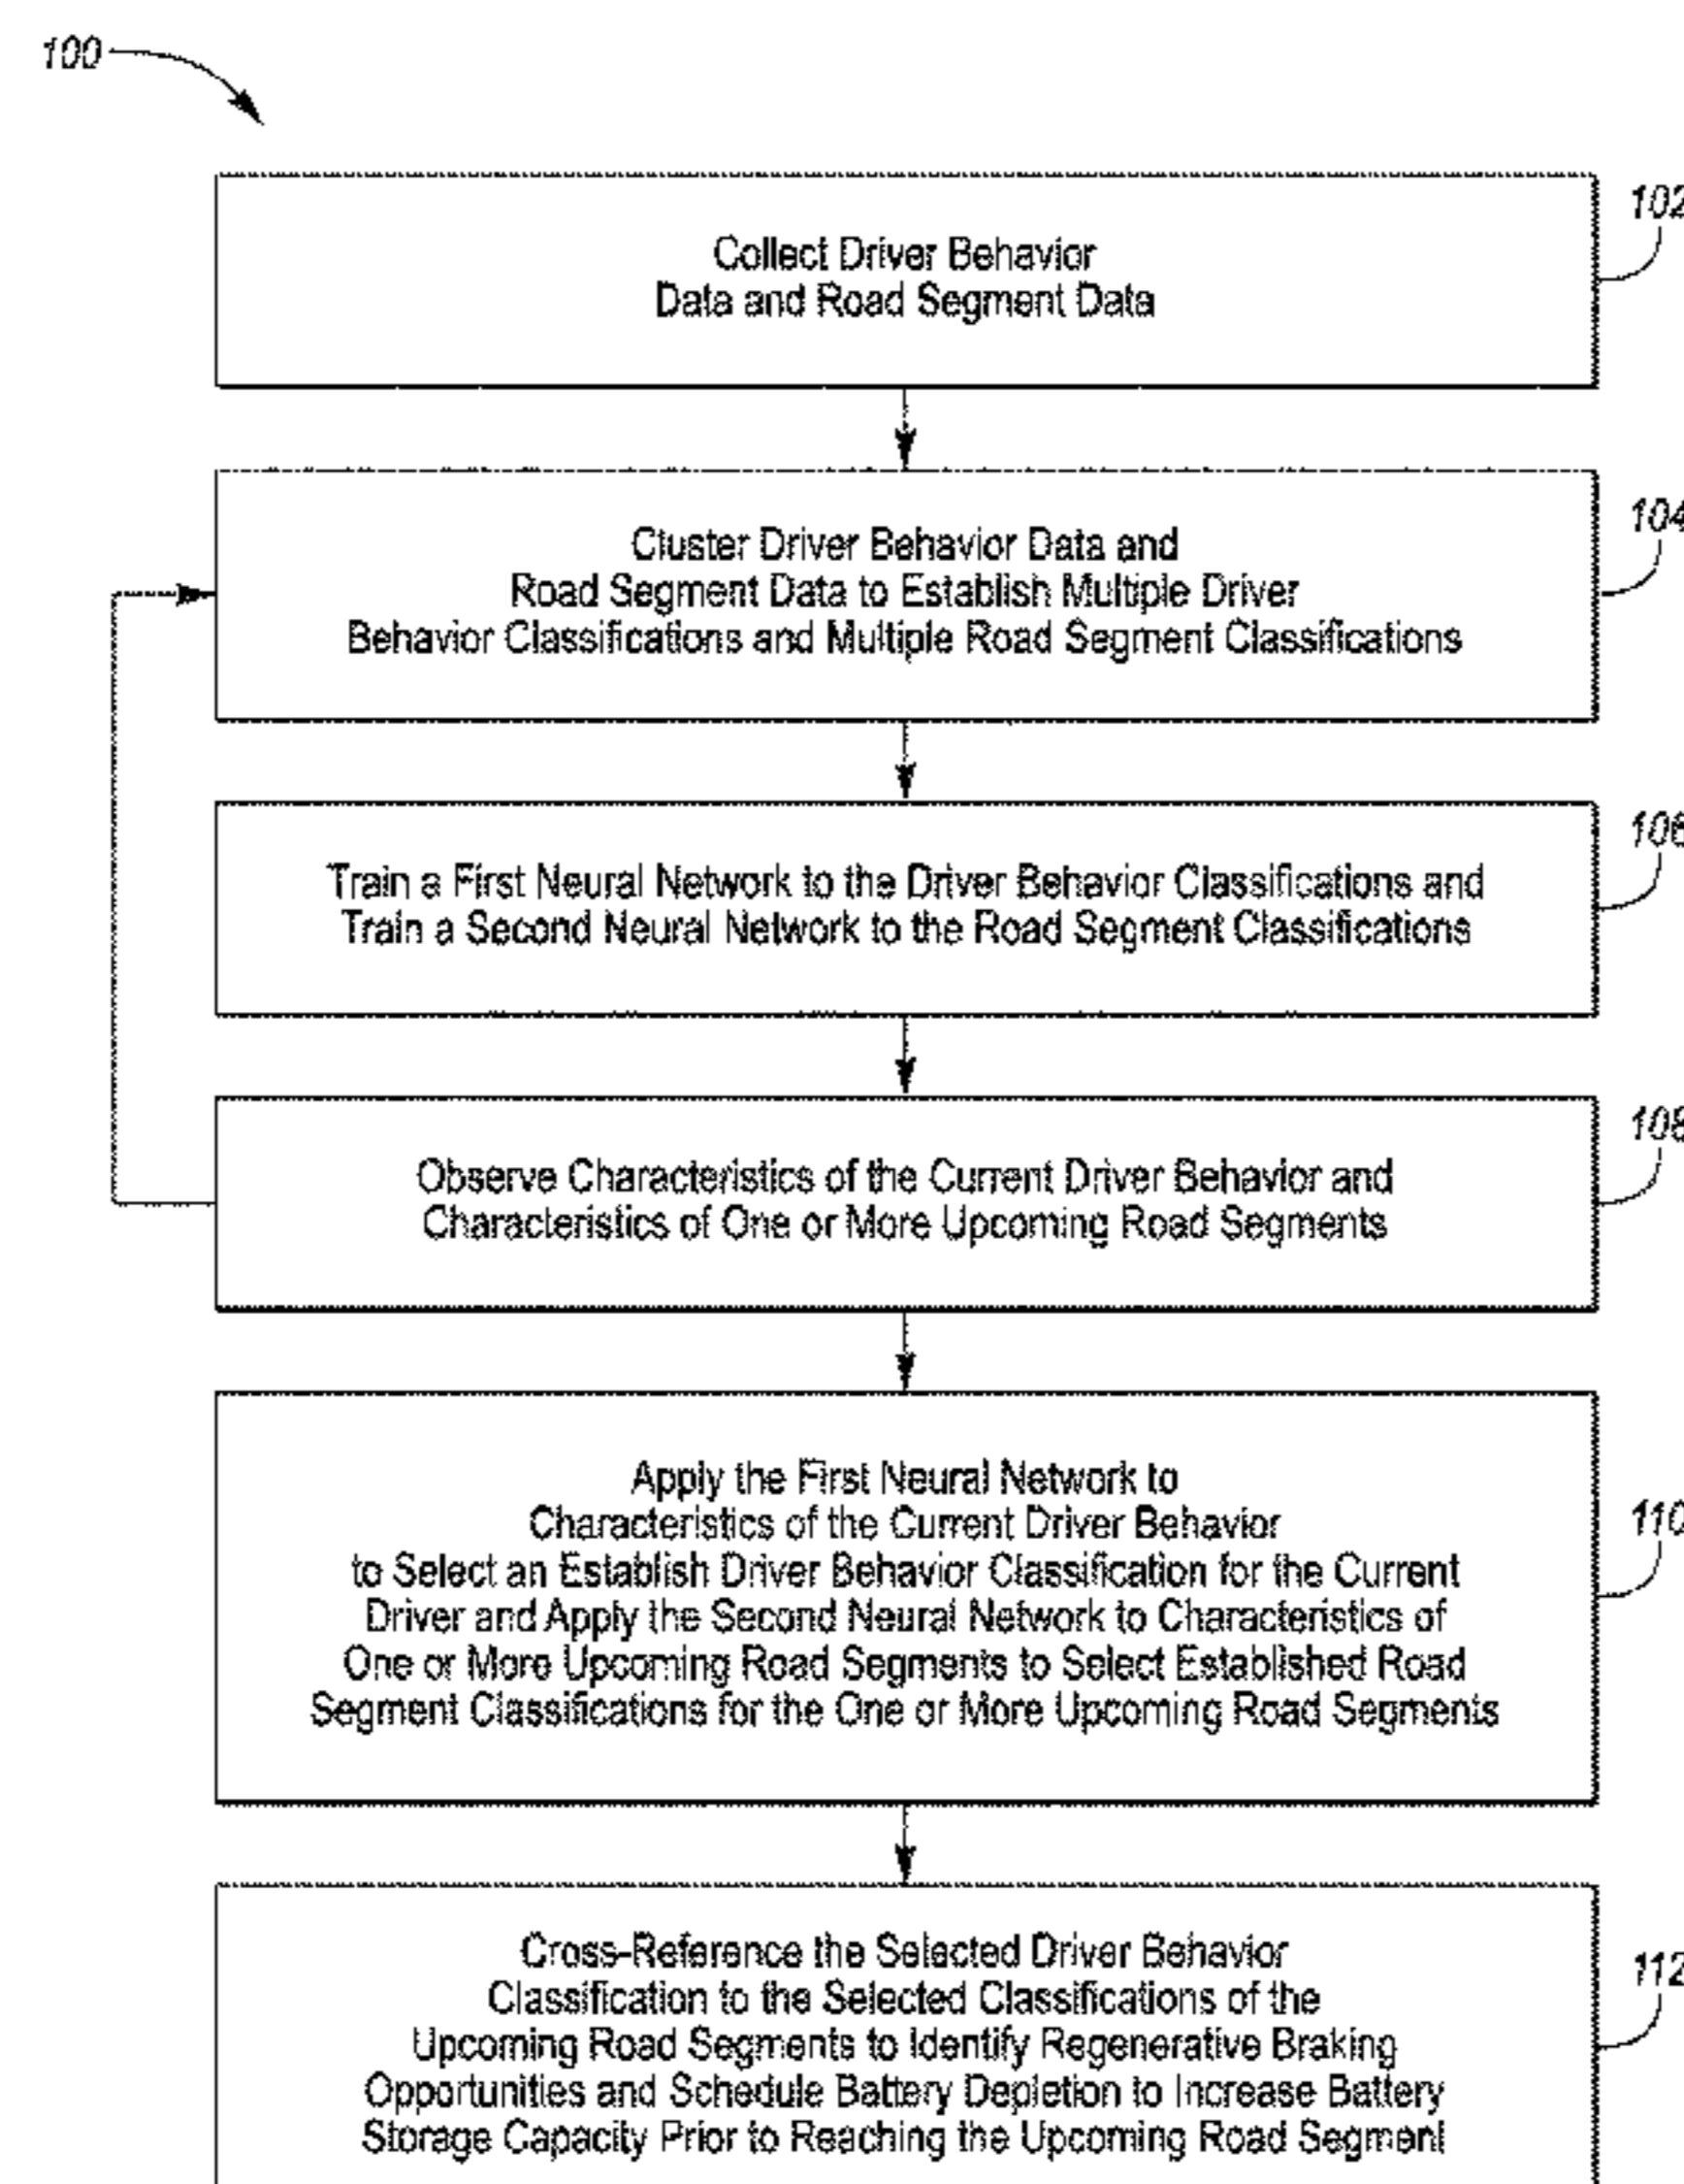 100
102
Collect Driver Behavior
Data and Road Segment Data
104
Cluster Driver Behavior Data and
Road Segment Data to Establish Multiple Driver
Behavior Classifications and Multiple Road Segment Classifications
106
Train a First Neural Network to the Driver Behavior Classifications and
Train a Second Neural Network to the Road Segment Classifications
108
Observe Characteristics of the Current Driver Behavior and
Characteristics of One or More Upcoming Road Segments
110
Apply the First Neural Network to
Characteristics of the Current Driver Behavior
to Select an Establish Driver Behavior Classification for the Current
Driver and Apply the Second Neural Network to Characteristics of
One or More Upcoming Road Segments to Select Established Road
Segment Classifications for the One or More Upcoming Road Segments
112
Cross-Reference the Selected Driver Behavior
Classification to the Selected Classifications of the
Upcoming Road Segments to Identify Regenerative Braking
Opportunities and Schedule Battery Depletion to Increase Battery
Storage Capacity Prior to Reaching the Upcoming Road Segment